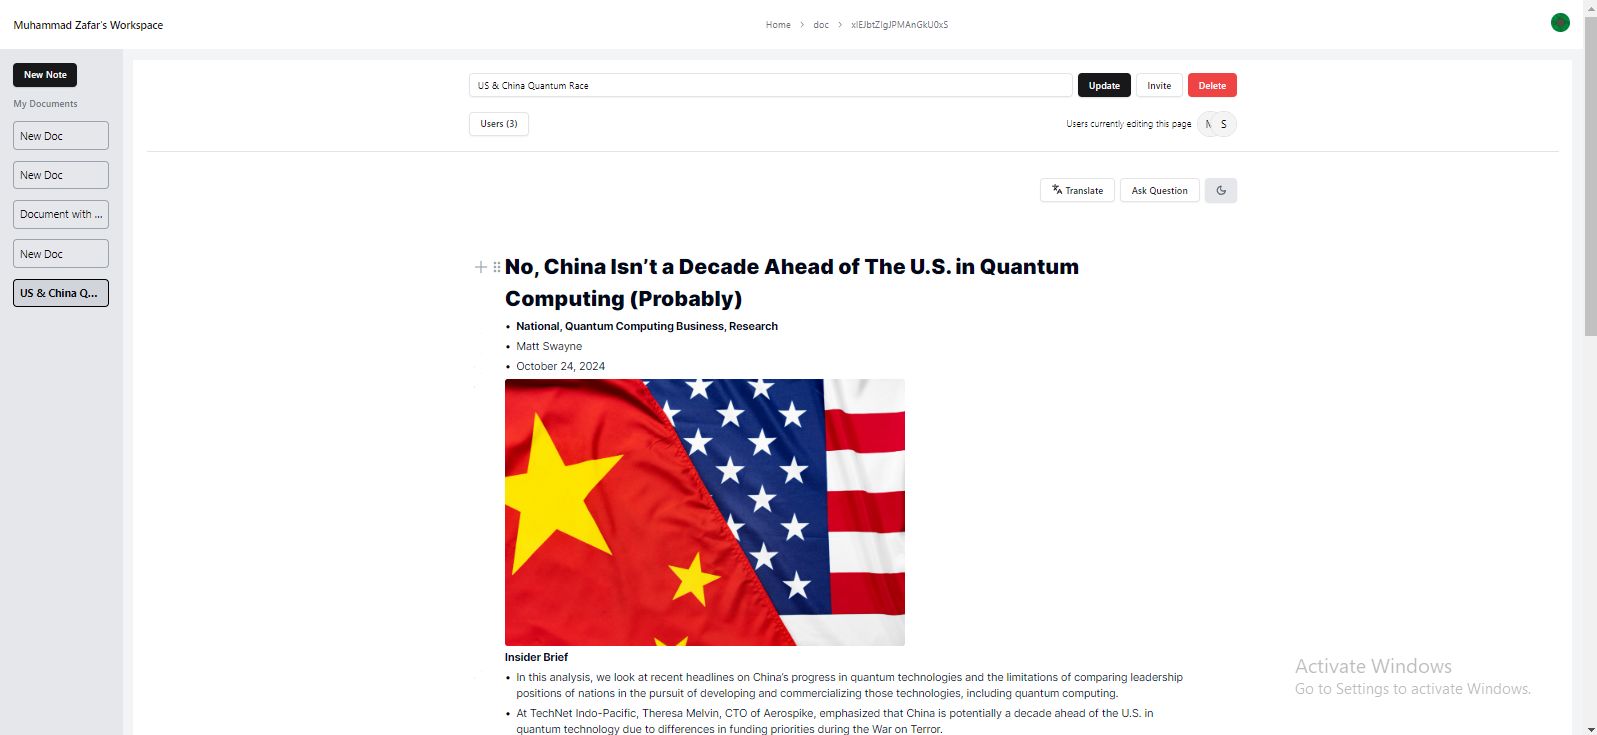 Muhammad Zafar's Workspace
Home > doc > xIEJbtZIgJPMAnGkU0xS
New Note
My Documents
New Doc
New Doc
Document with ...
New Doc
US & China Q...
US & China Quantum Race
Update
Invite
Delete
Users (3)
Users currently editing this page
S
Translate
Ask Question
No, China Isn’t a Decade Ahead of The U.S. in Quantum
Computing (Probably)
• National, Quantum Computing Business, Research
• Matt Swayne
• October 24, 2024
Insider Brief
• In this analysis, we look at recent headlines on China’s progress in quantum technologies and the limitations of comparing leadership
positions of nations in the pursuit of developing and commercializing those technologies, including quantum computing.
• At TechNet Indo-Pacific, Theresa Melvin, CTO of Aerospike, emphasized that China is potentially a decade ahead of the U.S. in
quantum technology due to differences in funding priorities during the War on Terror.
Activate Windows
Go to Settings to activate Windows.